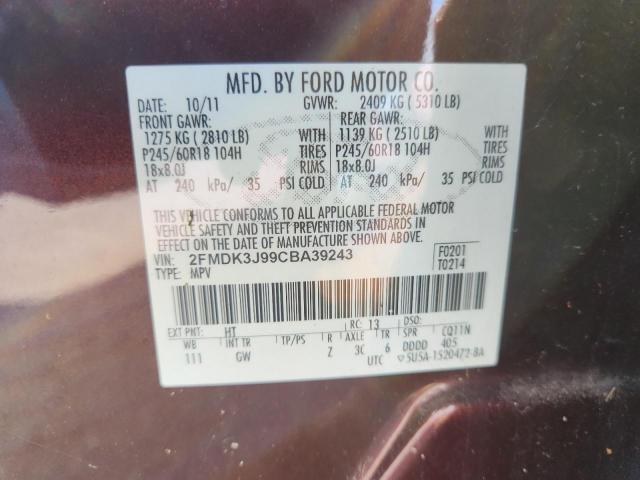 MFD. BY FORD MOTOR CO.
DATE: 10/11 GVWR: 2409 KG ( 5310 LB)
FRONT GAWR: REAR GAWR:
1275 KG ( 2810 LB) WITH 1139 KG ( 2510 LB) WITH
P245/60R18 104H TIRES P245/60R18 104H TIRES
18x8.0J RIMS 18x8.0J RIMS
AT 240 kPa/ 35 PSI COLD AT 240 kPa/ 35 PSI COLD
THIS VEHICLE CONFORMS TO ALL APPLICABLE FEDERAL MOTOR
VEHICLE SAFETY AND THEFT PREVENTION STANDARDS IN
EFFECT ON THE DATE OF MANUFACTURE SHOWN ABOVE.
VIN: 2FMDK3J99CBA39243 F0201
TYPE: MPV T0214
EXT PNT: HT RC: 13 DSO:
WB INT TR TP/PS R AXLE TR SPR CQ11N
111 GW Z 3C 6 DDDD 405
UTC 5U5A-1520472-BA